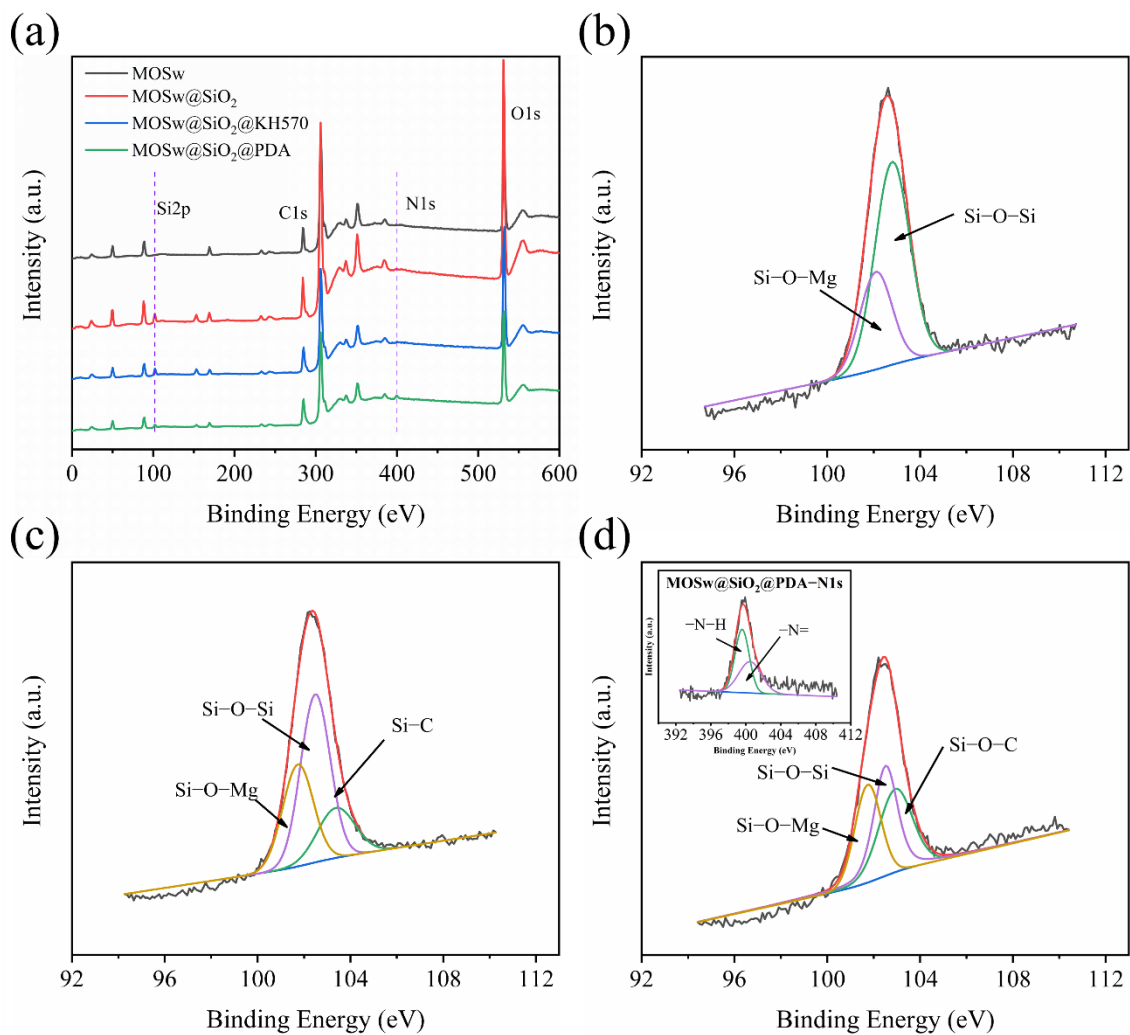 (a)
MOSw
MOSw@SiO₂
MOSw@SiO₂@KH570
MOSw@SiO₂@PDA
Si2p
C1s
N1s
O1s
Intensity (a.u.)
0 100 200 300 400 500 600
Binding Energy (eV)
(b)
Si−O−Si
Si−O−Mg
Intensity (a.u.)
92 96 100 104 108 112
Binding Energy (eV)
(c)
Si−O−Si
Si−C
Si−O−Mg
Intensity (a.u.)
92 96 100 104 108 112
Binding Energy (eV)
(d)
MOSw@SiO₂@PDA−N1s
−N−H
−N=
Intensity (a.u.)
392 396 400 404 408 412
Binding Energy (eV)
Si−O−C
Si−O−Si
Si−O−Mg
Intensity (a.u.)
92 96 100 104 108 112
Binding Energy (eV)